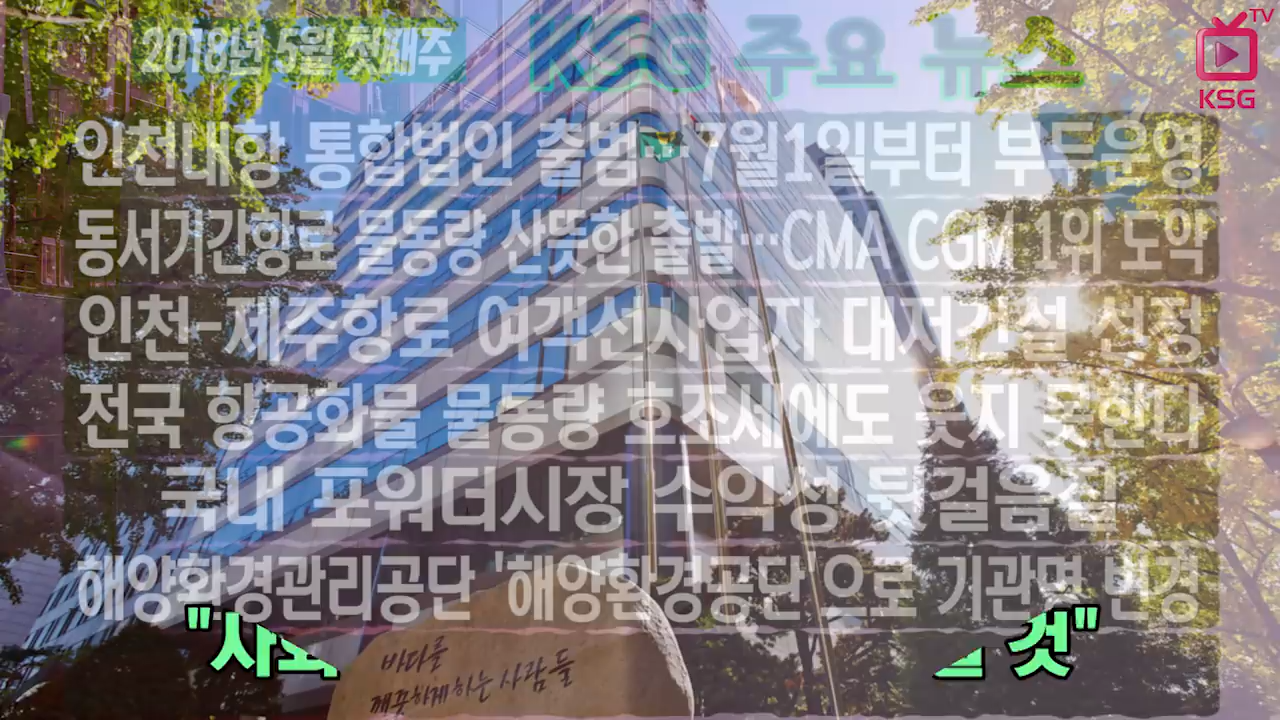 2018년 5월 첫째주
KSG 주요 뉴스
TV
KSG
인천내항 통합법인 출범…7월1일부터 부두운영
동서기간항로 물동량 산뜻한 출발…CMA CGM 1위 도약
인천-제주항로 여객선사업자 대저건설 선정
전국 항공화물 물동량 호조세에도 웃지 못한다
국내 포워더시장 수익성 뒷걸음질
해양환경관리공단 '해양환경공단'으로 기관명 변경
것"
바다를
깨끗하게하는 사람들